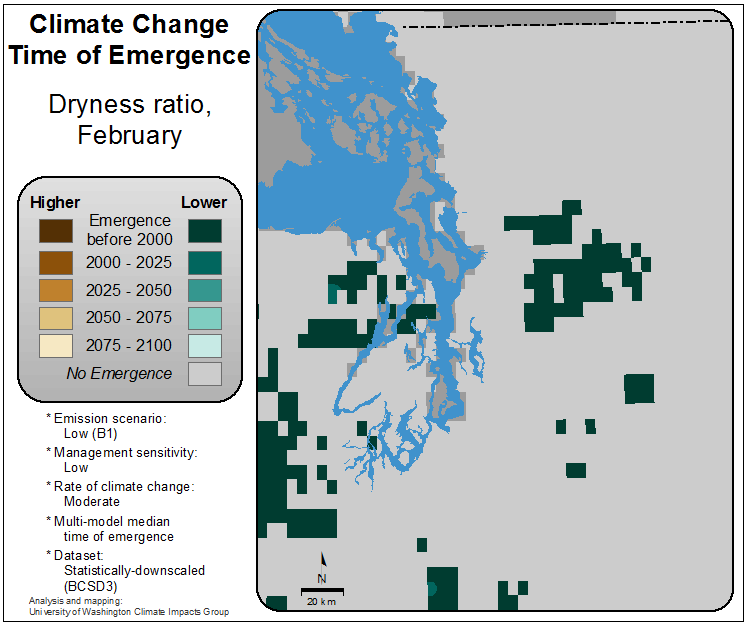 Climate Change
Time of Emergence
Dryness ratio,
February
Higher
Lower
Emergence
before 2000
2000 - 2025
2025 - 2050
2050 - 2075
2075 - 2100
No Emergence
* Emission scenario:
Low (B1)
* Management sensitivity:
Low
* Rate of climate change:
Moderate
* Multi-model median
time of emergence
* Dataset:
Statistically-downscaled
(BCSD3)
Analysis and mapping:
University of Washington Climate Impacts Group
N
20 km